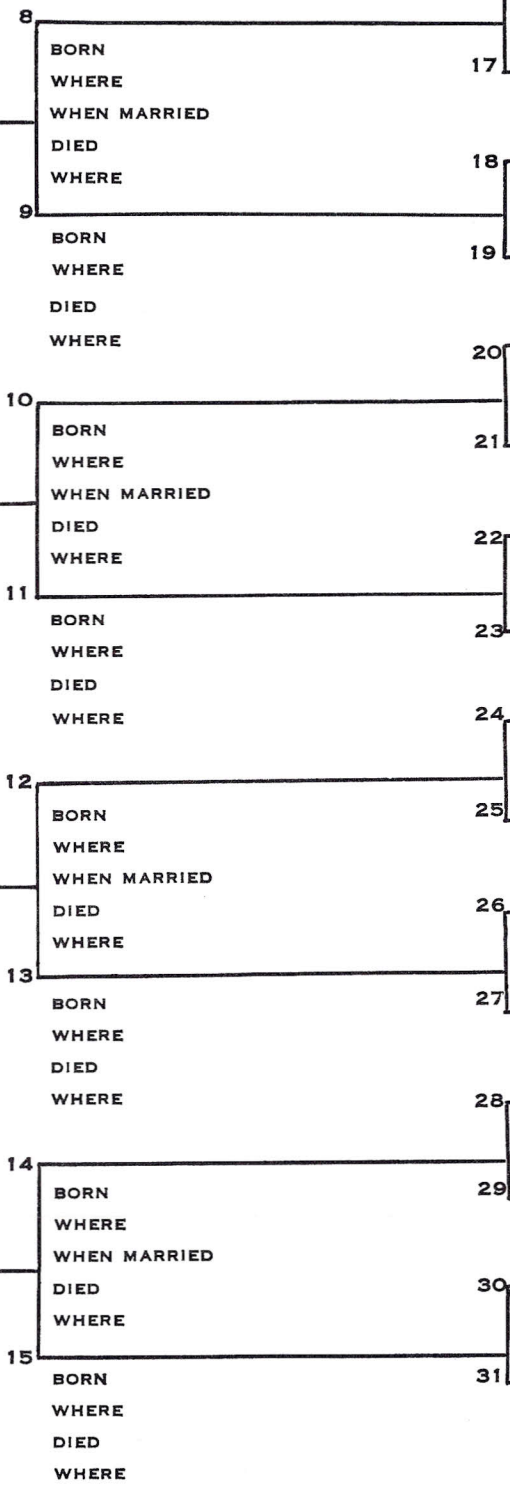 8
BORN
WHERE
WHEN MARRIED
DIED
WHERE
9
BORN
WHERE
DIED
WHERE
10
BORN
WHERE
WHEN MARRIED
DIED
WHERE
11
BORN
WHERE
DIED
WHERE
12
BORN
WHERE
WHEN MARRIED
DIED
WHERE
13
BORN
WHERE
DIED
WHERE
14
BORN
WHERE
WHEN MARRIED
DIED
WHERE
15
BORN
WHERE
DIED
WHERE
17
18
19
20
21
22
23
24
25
26
27
28
29
30
31